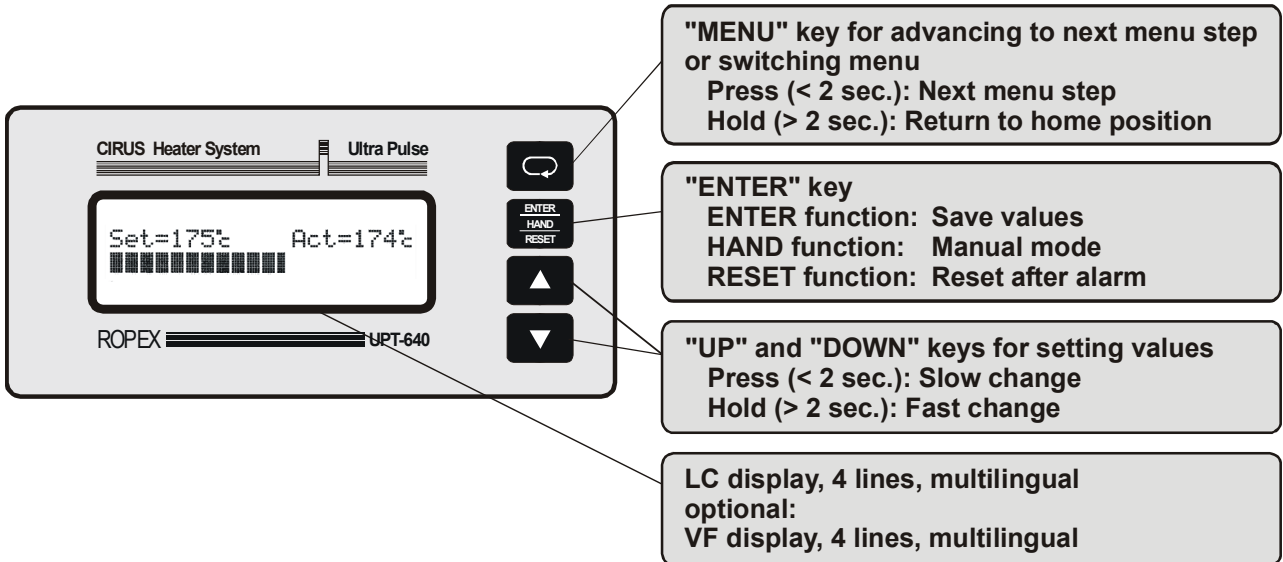 "MENU" key for advancing to next menu step
or switching menu
Press (< 2 sec.): Next menu step
Hold (> 2 sec.): Return to home position
CIRUS Heater System Ultra Pulse
Set=175°c Act=174°c
ROPEX UPT-640
ENTER
HAND
RESET
"ENTER" key
ENTER function: Save values
HAND function: Manual mode
RESET function: Reset after alarm
"UP" and "DOWN" keys for setting values
Press (< 2 sec.): Slow change
Hold (> 2 sec.): Fast change
LC display, 4 lines, multilingual
optional:
VF display, 4 lines, multilingual